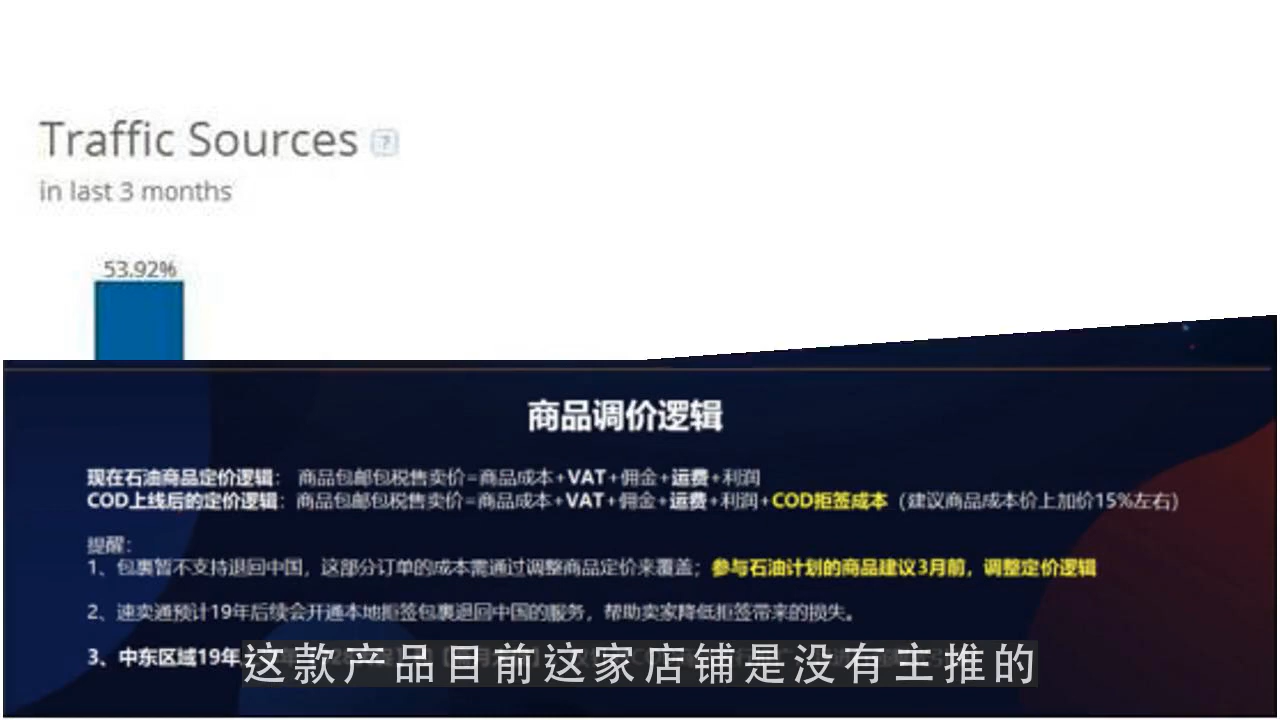 Traffic Sources ?
in last 3 months
53.92%
商品调价逻辑
现在石油商品定价逻辑： 商品包邮包税售卖价=商品成本+VAT+佣金+运费+利润
COD上线后的定价逻辑：商品包邮包税售卖价=商品成本+VAT+佣金+运费+利润+COD拒签成本（建议商品成本价上加价15%左右）
提醒：
1、包裹暂不支持退回中国，这部分订单的成本需通过调整商品定价来覆盖；参与石油计划的商品建议3月前，调整定价逻辑
2、速卖通预计19年后续会开通本地拒签包裹退回中国的服务，帮助卖家降低拒签带来的损失。
3、中东区域19年
这款产品目前这家店铺是没有主推的